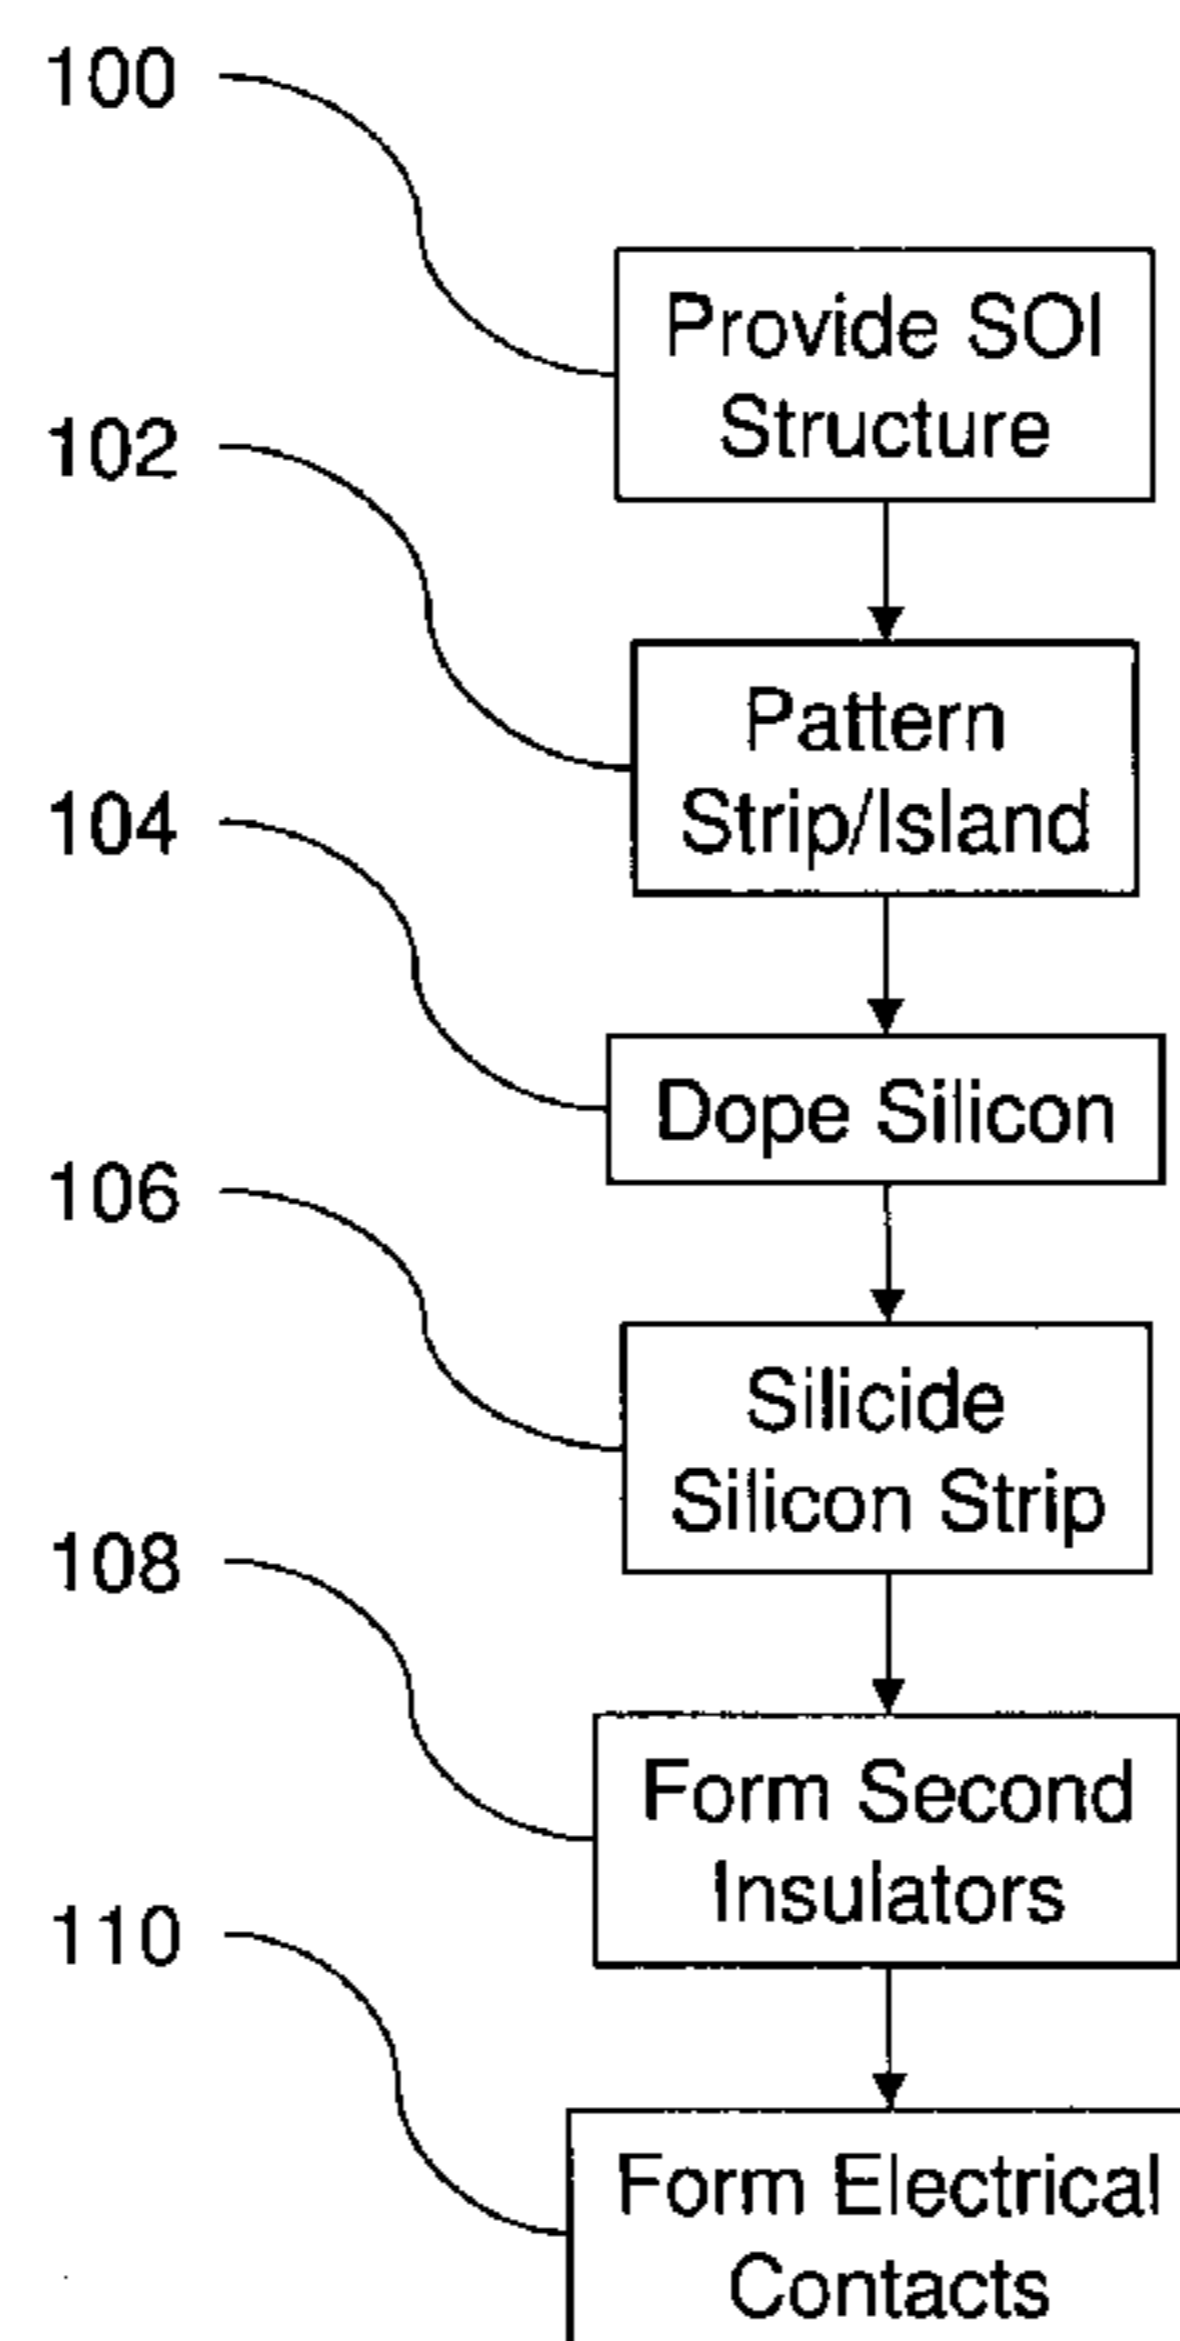 100
Provide SOI
Structure
102
Pattern
Strip/Island
104
Dope Silicon
106
Silicide
Silicon Strip
108
Form Second
Insulators
110
Form Electrical
Contacts